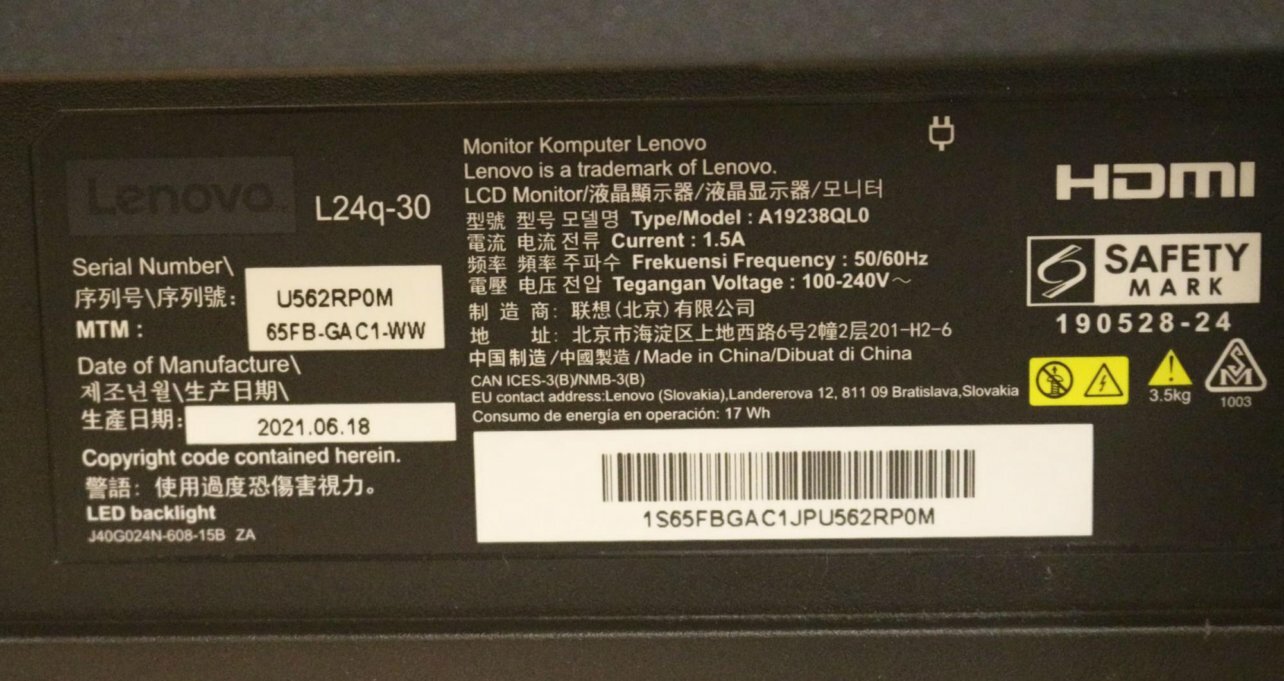 Lenovo
L24q-30
Serial Number\
序列号\序列號:
U562RP0M
MTM :
65FB-GAC1-WW
Date of Manufacture\
제조년월\生产日期\
生產日期:
2021.06.18
Copyright code contained herein.
警語: 使用過度恐傷害視力。
LED backlight
J40G024N-608-15B ZA
Monitor Komputer Lenovo
Lenovo is a trademark of Lenovo.
LCD Monitor/液晶顯示器/液晶显示器/모니터
型號 型号 모델명 Type/Model : A19238QL0
電流 电流 전류 Current : 1.5A
频率 頻率 주파수 Frekuensi Frequency : 50/60Hz
電壓 电压 전압 Tegangan Voltage : 100-240V～
制 造 商: 联想(北京)有限公司
地 址: 北京市海淀区上地西路6号2幢2层201-H2-6
中国制造/中國製造/Made in China/Dibuat di China
CAN ICES-3(B)/NMB-3(B)
EU contact address:Lenovo (Slovakia),Landererova 12, 811 09 Bratislava,Slovakia
Consumo de energía en operación: 17 Wh
1S65FBGAC1JPU562RP0M
HDMI
SAFETY
MARK
190528-24
3.5kg
1003